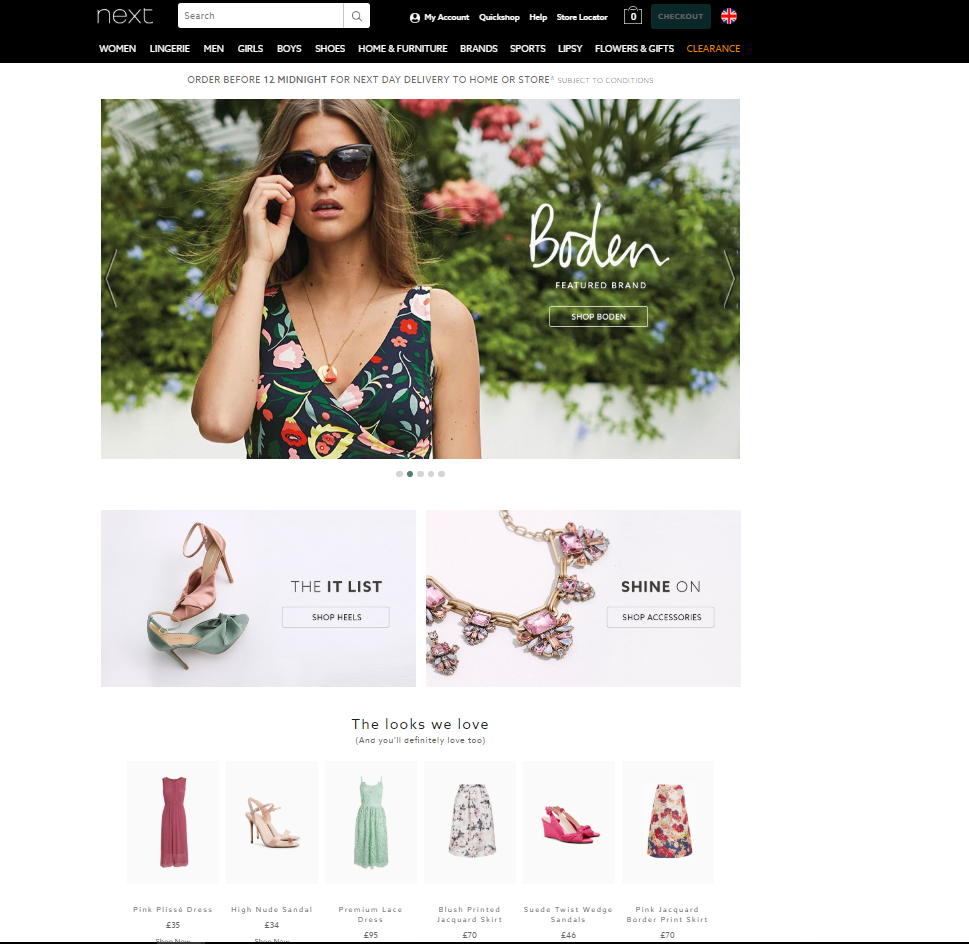 next
Search
My Account Quickshop Help Store Locator 0 CHECKOUT
WOMEN LINGERIE MEN GIRLS BOYS SHOES HOME & FURNITURE BRANDS SPORTS LIPSY FLOWERS & GIFTS CLEARANCE
ORDER BEFORE 12 MIDNIGHT FOR NEXT DAY DELIVERY TO HOME OR STORE^ SUBJECT TO CONDITIONS
Boden
FEATURED BRAND
SHOP BODEN
THE IT LIST
SHOP HEELS
SHINE ON
SHOP ACCESSORIES
The looks we love
(And you'll definitely love too)
Pink Plissé Dress
£35
Shop Now
High Nude Sandal
£34
Shop Now
Premium Lace
Dress
£95
Blush Printed
Jacquard Skirt
£70
Suede Twist Wedge
Sandals
£46
Pink Jacquard
Border Print Skirt
£70